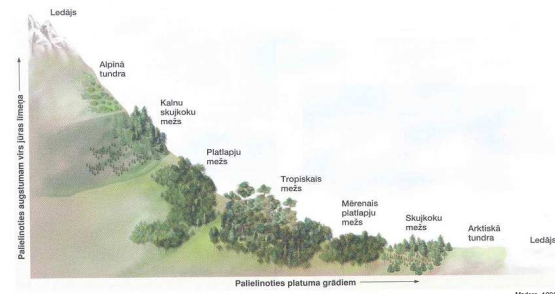 Ledājs
Alpīnā
tundra
Kalnu
skujkoku
mežs
Platlapju
mežs
Tropiskais
mežs
Mērenais
platlapju
mežs
Skujkoku
mežs
Arktiskā
tundra
Ledājs
Palielinoties augstumam virs jūras līmeņa
Palielinoties platuma grādiem